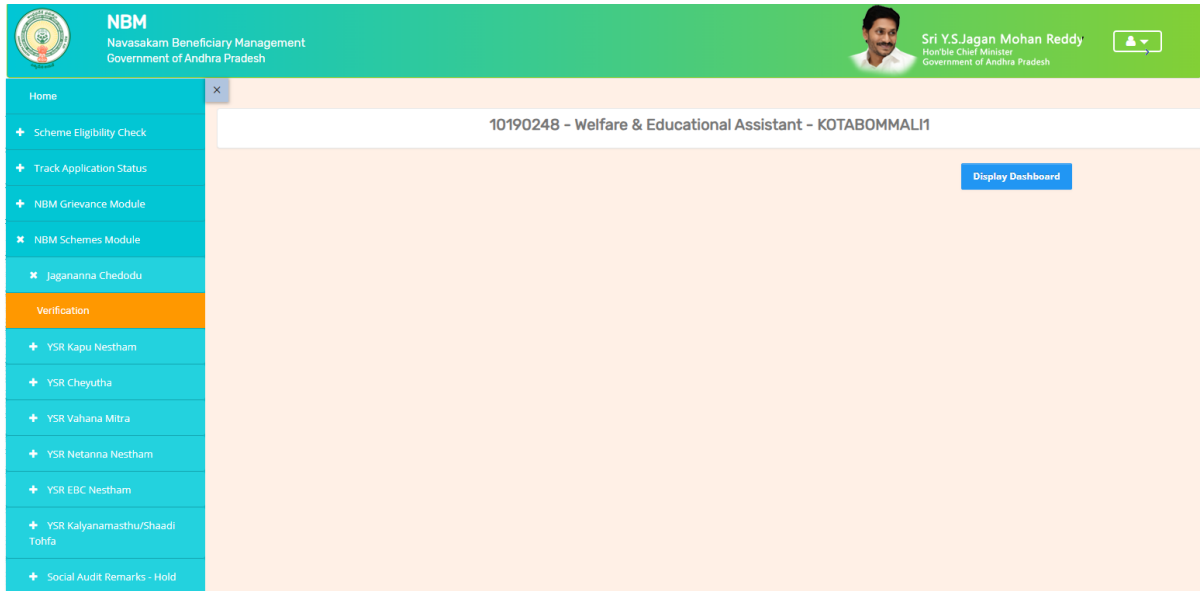 NBM
Navasakam Beneficiary Management
Government of Andhra Pradesh
Sri Y.S.Jagan Mohan Reddy
Hon'ble Chief Minister
Government of Andhra Pradesh
Home
×
Scheme Eligibility Check
10190248 - Welfare & Educational Assistant - KOTABOMMALI1
Track Application Status
Display Dashboard
NBM Grievance Module
NBM Schemes Module
Jagananna Chedodu
Verification
YSR Kapu Nestham
YSR Cheyutha
YSR Vahana Mitra
YSR Netanna Nestham
YSR EBC Nestham
YSR Kalyanamasthu/Shaadi
Tohfa
Social Audit Remarks - Hold